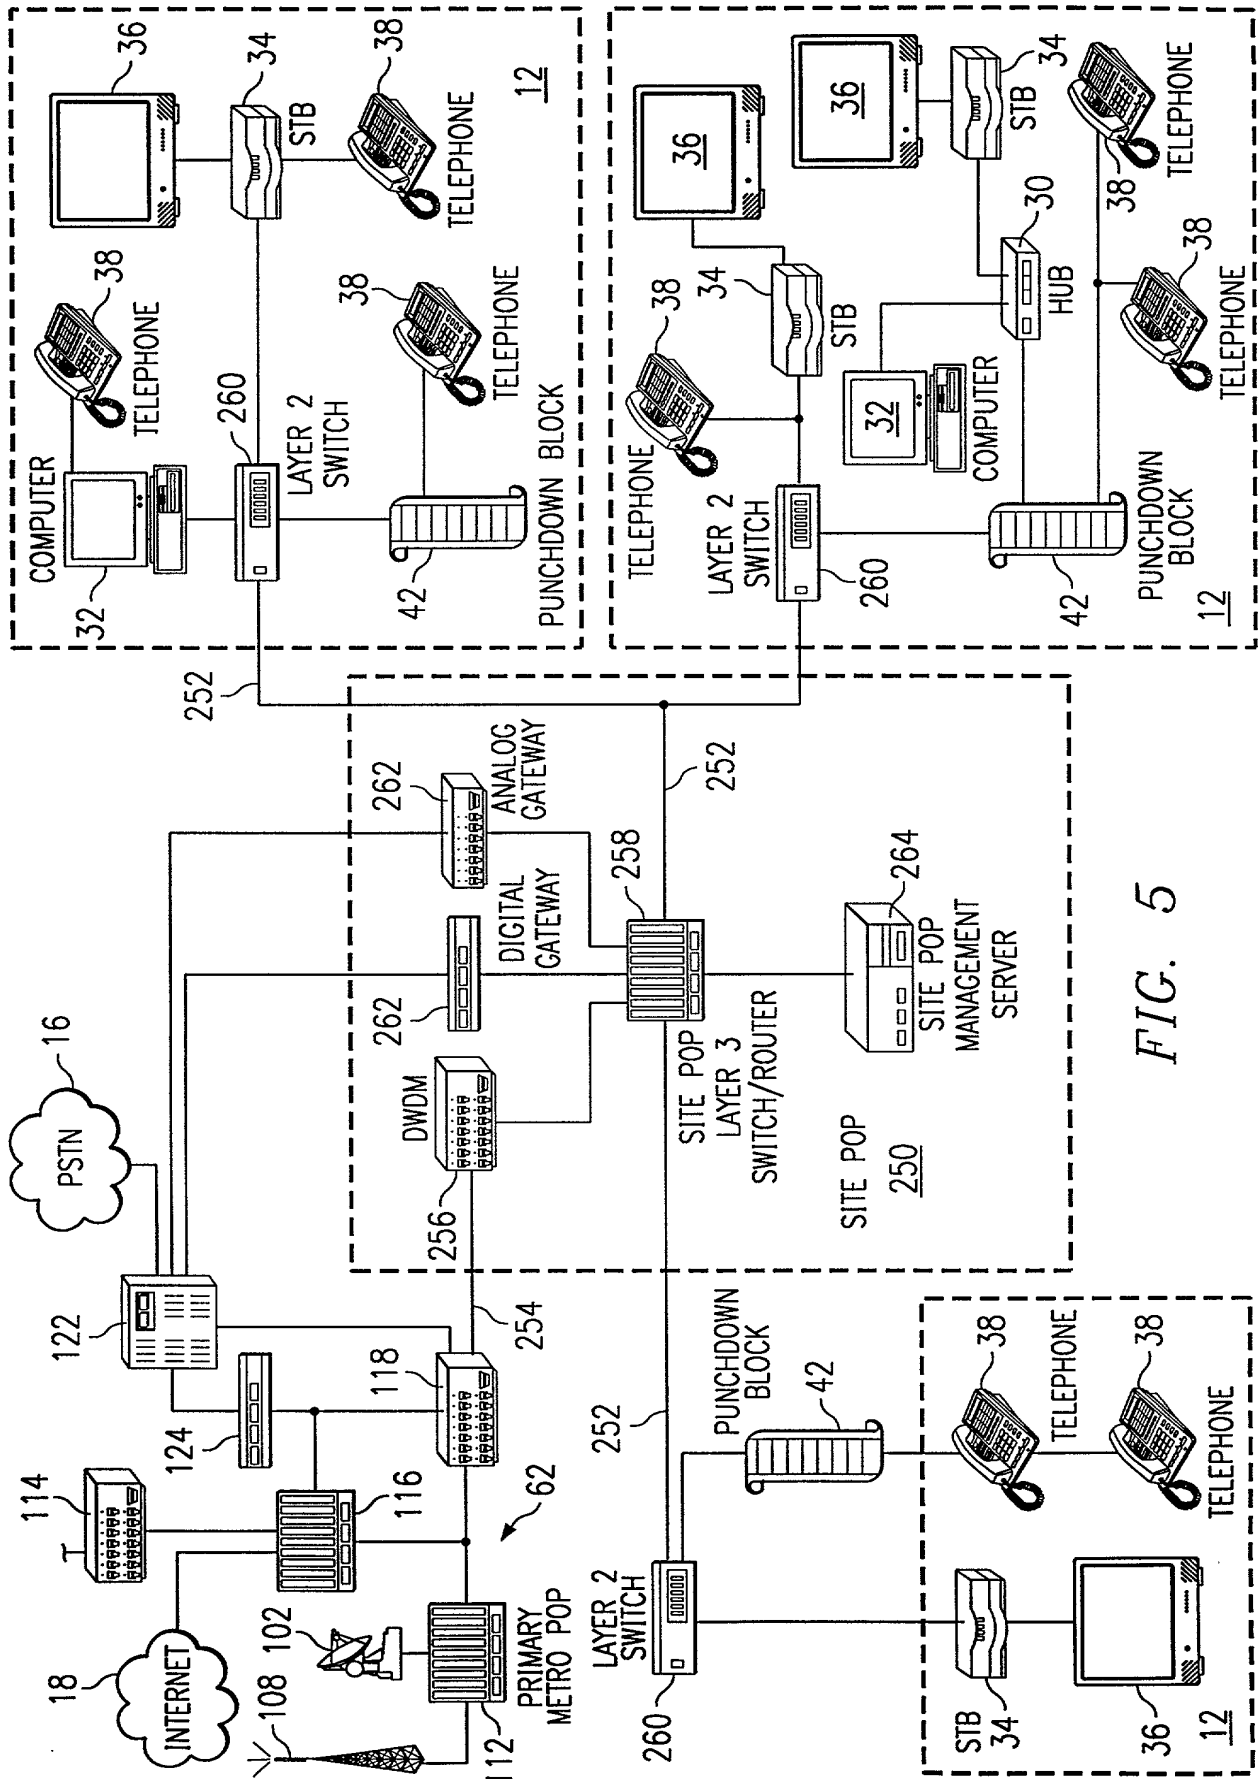 18
INTERNET
108
102
112
PRIMARY
METRO POP
114
116
124
62
122
118
PSTN
16
254
256
DWDM
262
DIGITAL
GATEWAY
262
ANALOG
GATEWAY
258
SITE POP
LAYER 3
SWITCH/ROUTER
264
SITE POP
MANAGEMENT
SERVER
SITE POP
250
252
252
252
COMPUTER
32
38
TELEPHONE
260
LAYER 2
SWITCH
36
34
STB
38
TELEPHONE
38
TELEPHONE
42
PUNCHDOWN BLOCK
12
TELEPHONE
38
LAYER 2
SWITCH
260
34
STB
36
36
34
STB
32
COMPUTER
30
HUB
38
TELEPHONE
38
TELEPHONE
42
PUNCHDOWN
BLOCK
12
LAYER 2
SWITCH
260
PUNCHDOWN
BLOCK
42
38
TELEPHONE
38
TELEPHONE
STB
34
36
12
FIG. 5